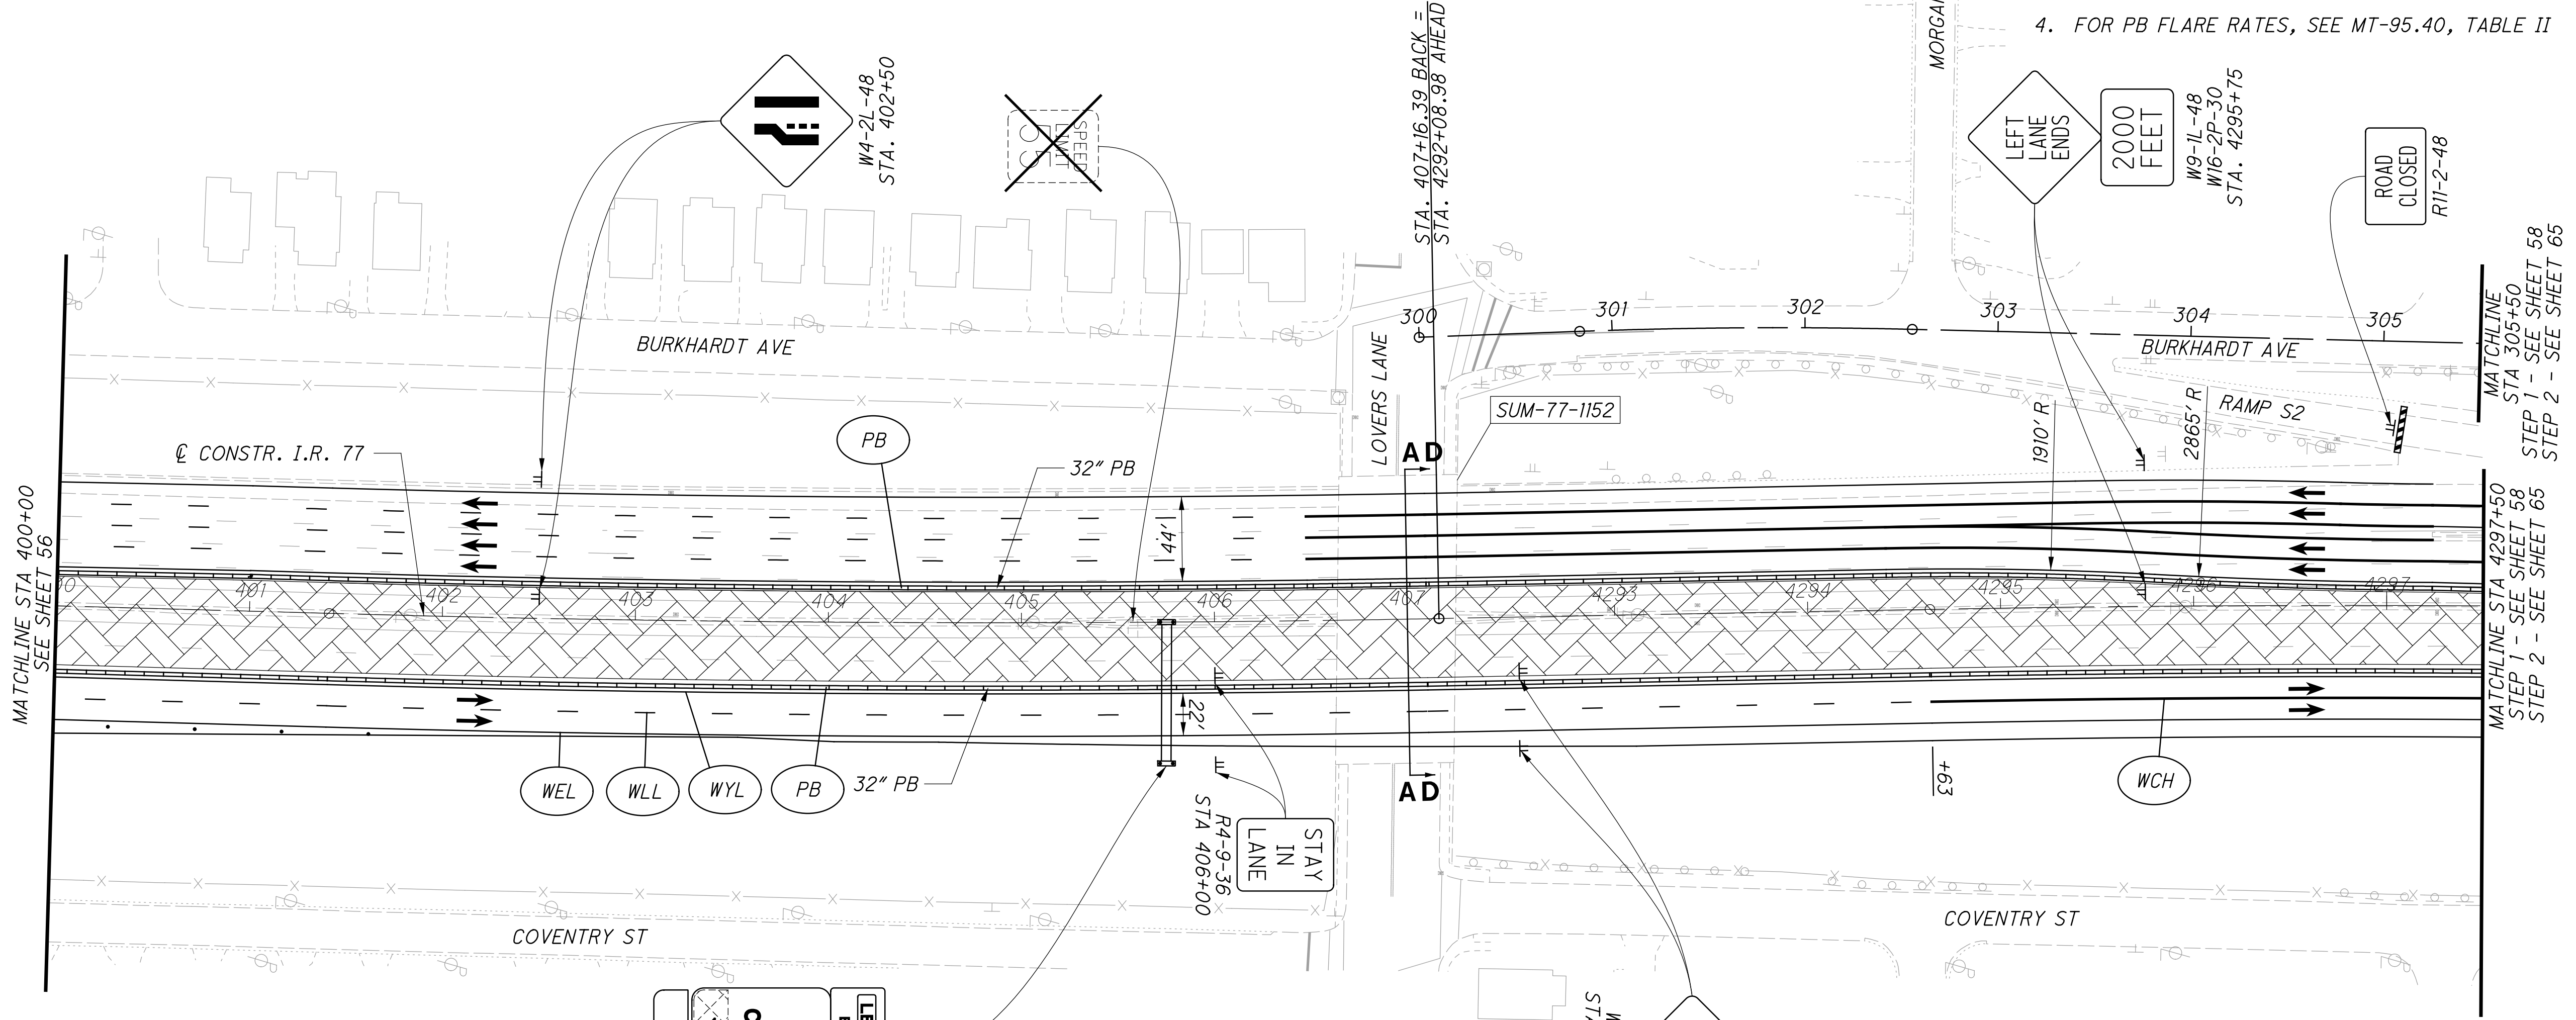 4. FOR PB FLARE RATES, SEE MT-95.40, TABLE II
W4-2L-48
STA. 402+50
SPEED
LIMIT
STA. 407+16.39 BACK =
STA. 4292+08.98 AHEAD
LEFT
LANE
ENDS
2000
FEET
W9-1L-48
W16-2P-30
STA. 4295+75
ROAD
CLOSED
R11-2-48
MATCHLINE
STA 305+50
STEP 1 - SEE SHEET 58
STEP 2 - SEE SHEET 65
300
301
302
303
304
305
BURKHARDT AVE
BURKHARDT AVE
LOVERS LANE
SUM-77-1152
1910' R
2865' R
RAMP S2
℄ CONSTR. I.R. 77
PB
32" PB
AD
44'
MATCHLINE STA 400+00
SEE SHEET 56
401
402
403
404
405
406
407
4293
4294
4295
4296
4297
MATCHLINE STA 4297+50
STEP 1 - SEE SHEET 58
STEP 2 - SEE SHEET 65
22'
WEL
WLL
WYL
PB
32" PB
R4-9-36
STA 406+00
STAY
IN
LANE
AD
+63
WCH
COVENTRY ST
COVENTRY ST